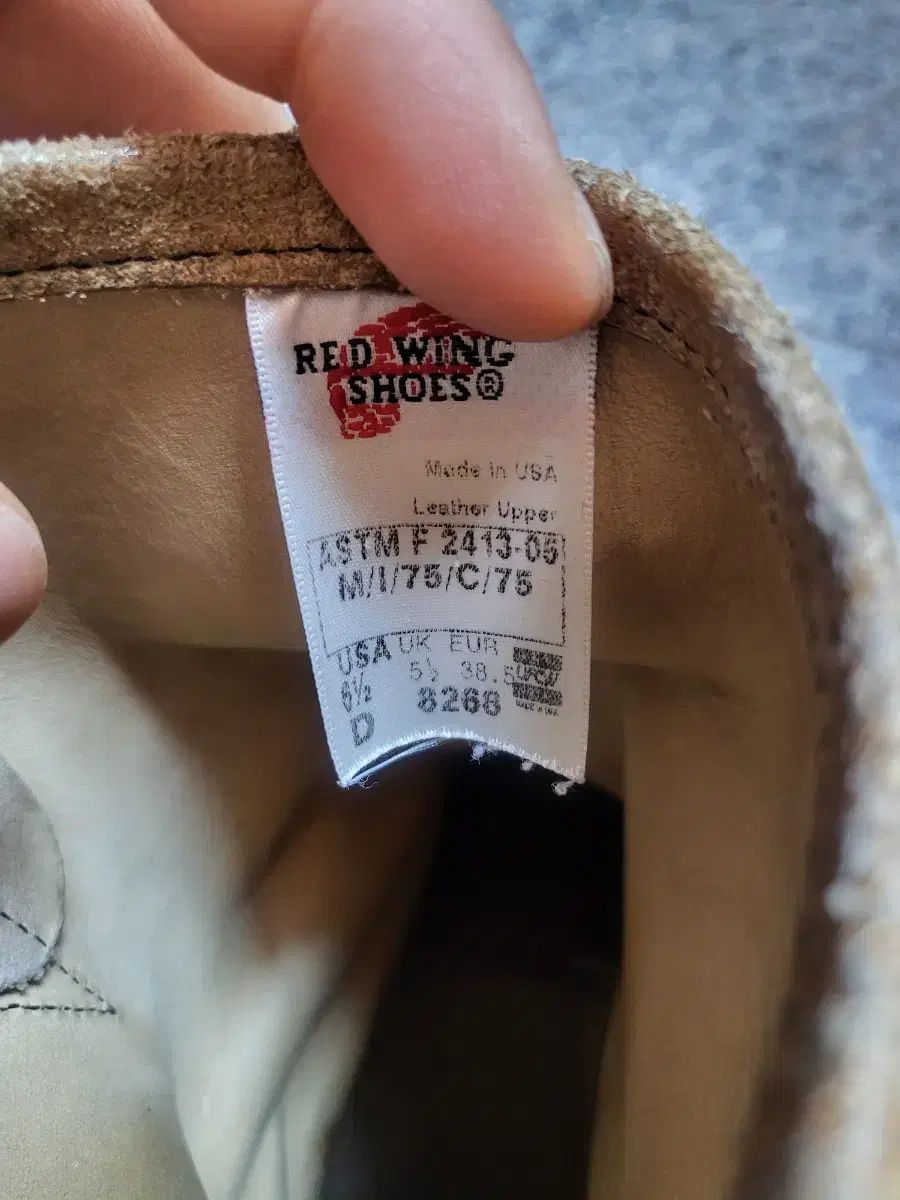 RED WING
SHOES®
Made in USA
Leather Upper
ASTM F 2413-05
M/I/75/C/75
USA UK EUR
6½ 5½ 38.5
D 8268